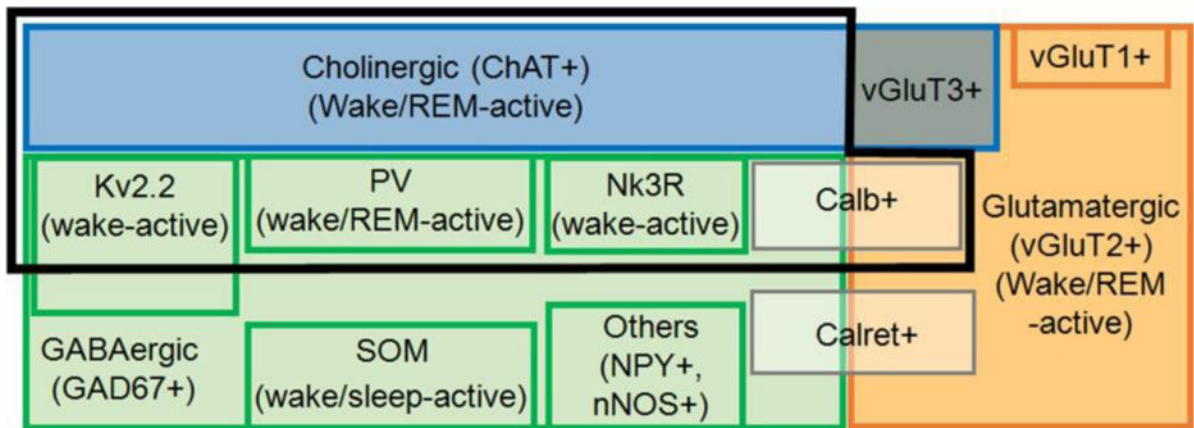 Cholinergic (ChAT+)
(Wake/REM-active)
vGluT3+
vGluT1+
Kv2.2
(wake-active)
PV
(wake/REM-active)
Nk3R
(wake-active)
Calb+
Glutamatergic
(vGluT2+)
(Wake/REM
-active)
GABAergic
(GAD67+)
SOM
(wake/sleep-active)
Others
(NPY+,
nNOS+)
Calret+